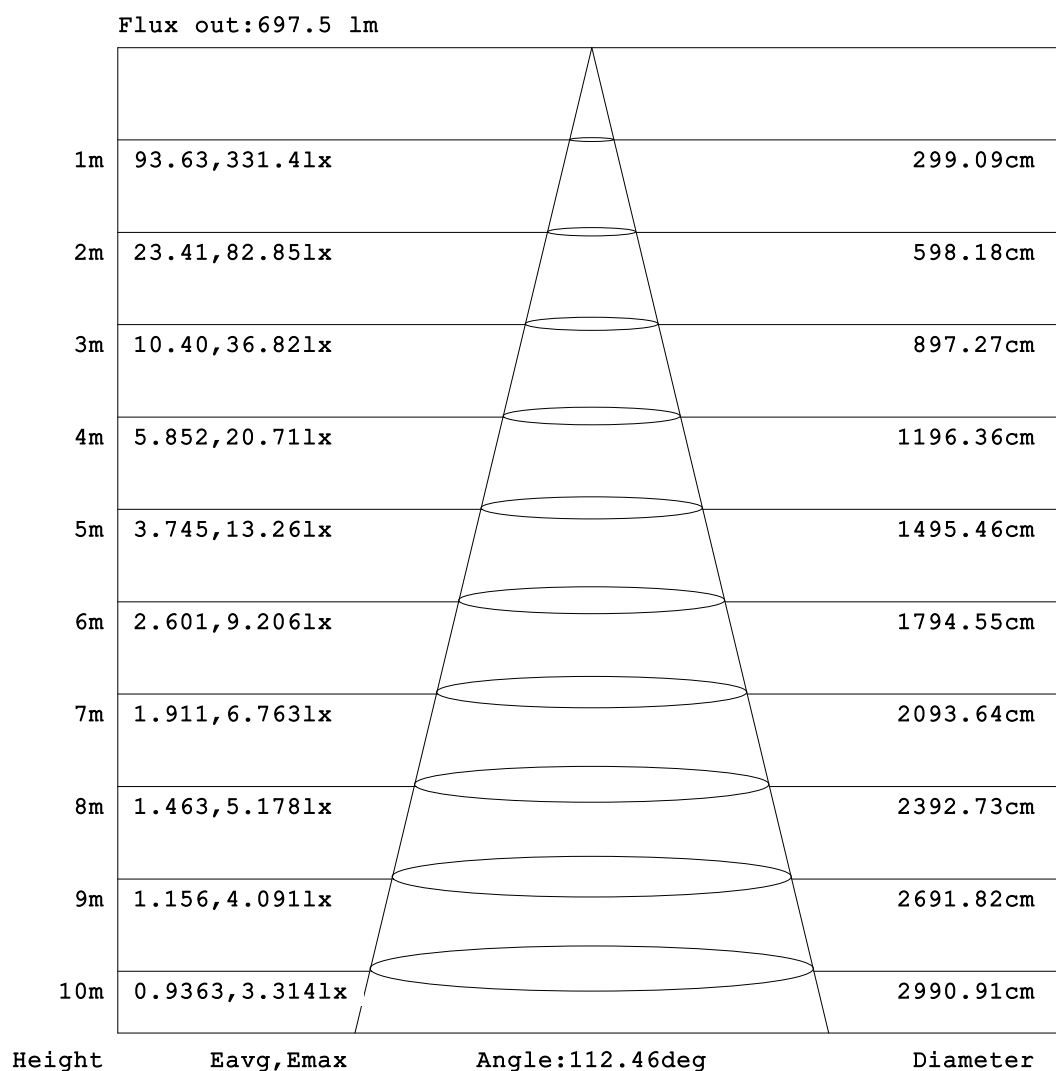 Flux out:697.5 lm
1m 93.63,331.4lx 299.09cm
2m 23.41,82.85lx 598.18cm
3m 10.40,36.82lx 897.27cm
4m 5.852,20.71lx 1196.36cm
5m 3.745,13.26lx 1495.46cm
6m 2.601,9.206lx 1794.55cm
7m 1.911,6.763lx 2093.64cm
8m 1.463,5.178lx 2392.73cm
9m 1.156,4.091lx 2691.82cm
10m 0.9363,3.314lx 2990.91cm
Height Eavg,Emax Angle:112.46deg Diameter